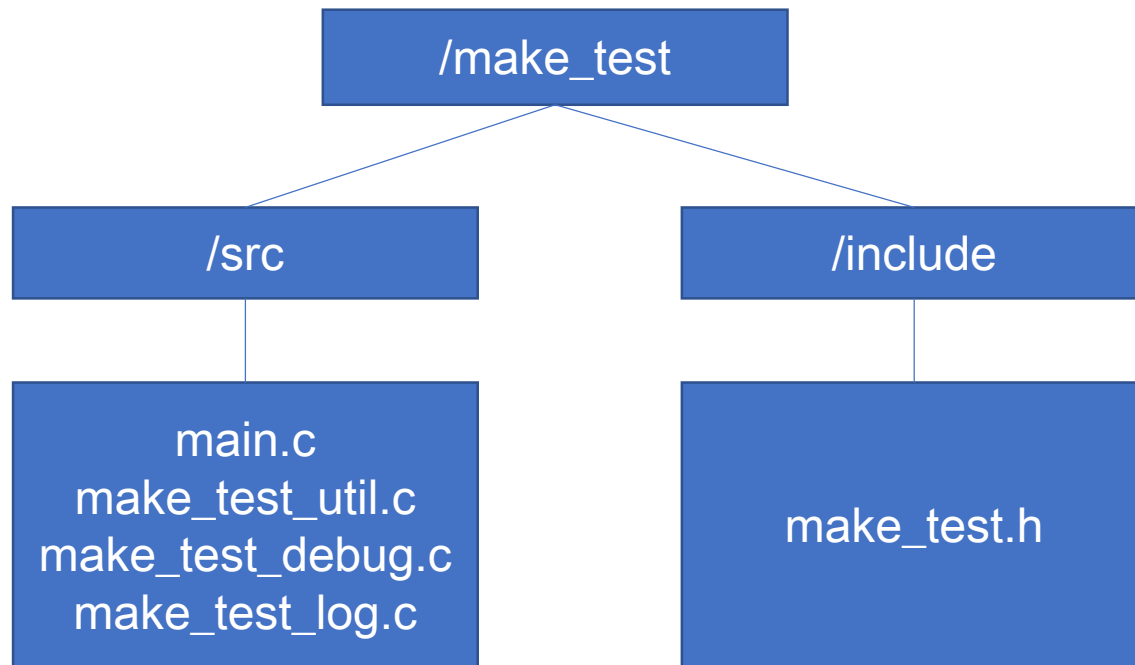 /make_test
/src
/include
main.c
make_test_util.c
make_test_debug.c
make_test_log.c
make_test.h